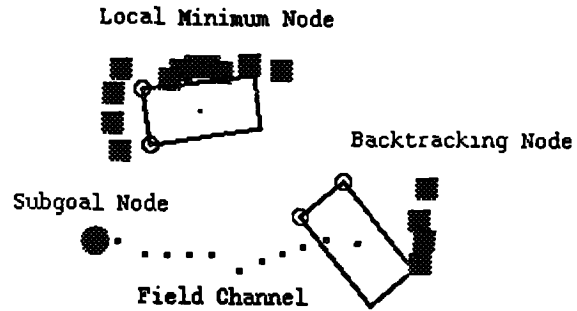 Local Minimum Node
Backtracking Node
Subgoal Node
Field Channel